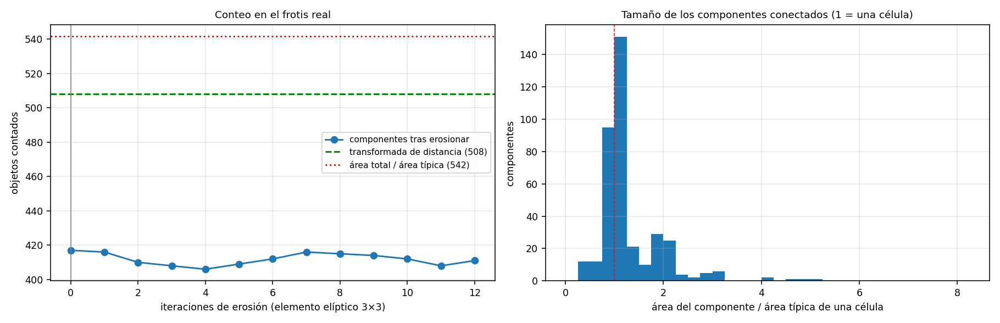 Conteo en el frotis real
540
520
500
480
460
440
420
400
objetos contados
componentes tras erosionar
transformada de distancia (508)
área total / área típica (542)
0 2 4 6 8 10 12
iteraciones de erosión (elemento elíptico 3×3)
Tamaño de los componentes conectados (1 = una célula)
140
120
100
80
60
40
20
0
componentes
0 2 4 6 8
área del componente / área típica de una célula